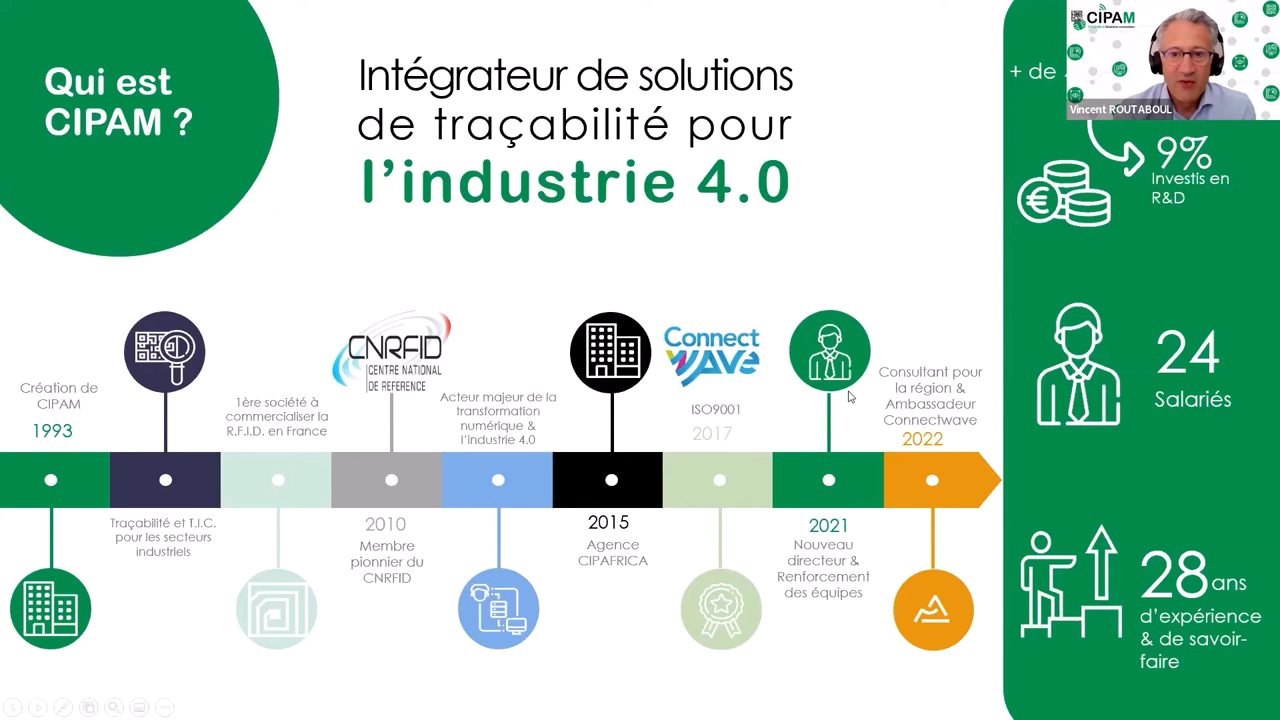 Qui est
CIPAM ?
Intégrateur de solutions
de traçabilité pour
l’industrie 4.0
CIPAM
Vincent ROUTABOUL
+ de
9%
Investis en
R&D
24
Salariés
28 ans
d’expérience
& de savoir-
faire
Création de
CIPAM
1993
Traçabilité et T.I.C.
pour les secteurs
industriels
1ère société à
commercialiser la
R.F.I.D. en France
CNRFID
CENTRE NATIONAL
DE REFERENCE
2010
Membre
pionnier du
CNRFID
Acteur majeur de la
transformation
numérique &
l’industrie 4.0
2015
Agence
CIPAFRICA
Connect
WAVE
ISO9001
2017
2021
Nouveau
directeur &
Renforcement
des équipes
Consultant pour
la région &
Ambassadeur
Connectwave
2022